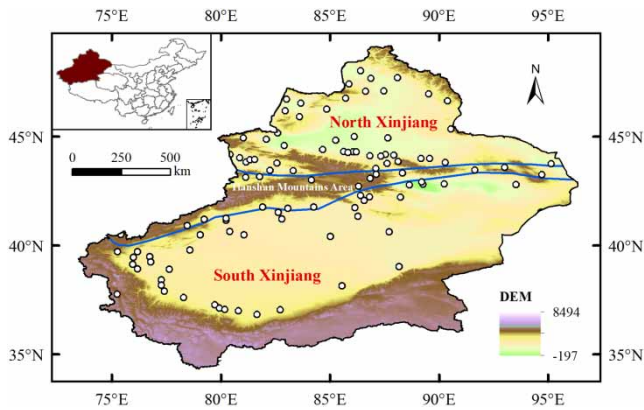 75°E 80°E 85°E 90°E 95°E
N
North Xinjiang
45°N 45°N
0 250 500
km
Tianshun Mountains Area
40°N 40°N
South Xinjiang
DEM
8494
-197
35°N 35°N
75°E 80°E 85°E 90°E 95°E